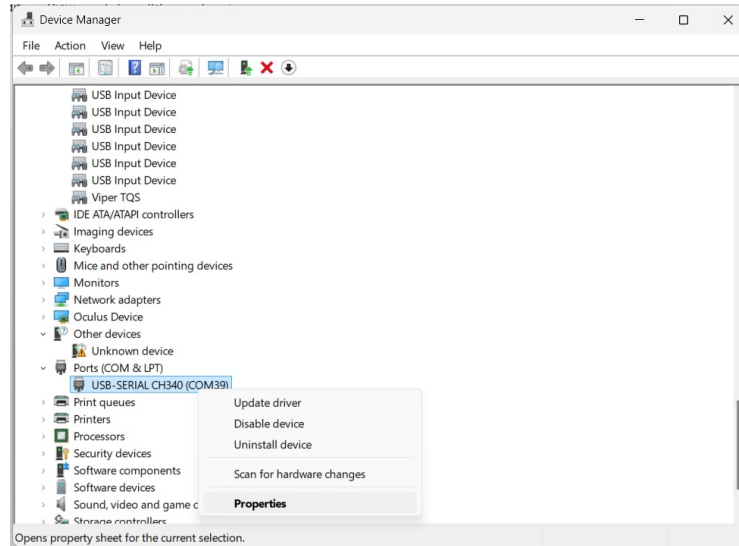 Device Manager
File Action View Help
USB Input Device
USB Input Device
USB Input Device
USB Input Device
USB Input Device
USB Input Device
Viper TQS
IDE ATA/ATAPI controllers
Imaging devices
Keyboards
Mice and other pointing devices
Monitors
Network adapters
Oculus Device
Other devices
Unknown device
Ports (COM & LPT)
USB-SERIAL CH340 (COM39)
Print queues
Printers
Processors
Security devices
Software components
Software devices
Sound, video and game c
Storage controllers
Update driver
Disable device
Uninstall device
Scan for hardware changes
Properties
Opens property sheet for the current selection.